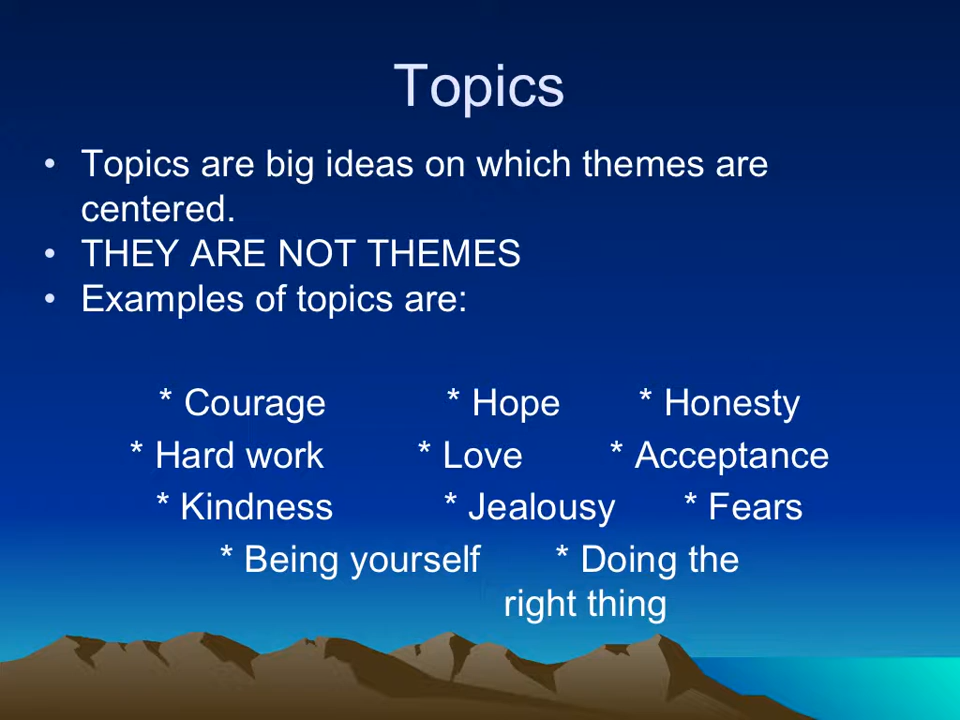 Topics
• Topics are big ideas on which themes are
centered.
• THEY ARE NOT THEMES
• Examples of topics are:
* Courage * Hope * Honesty
* Hard work * Love * Acceptance
* Kindness * Jealousy * Fears
* Being yourself * Doing the
right thing